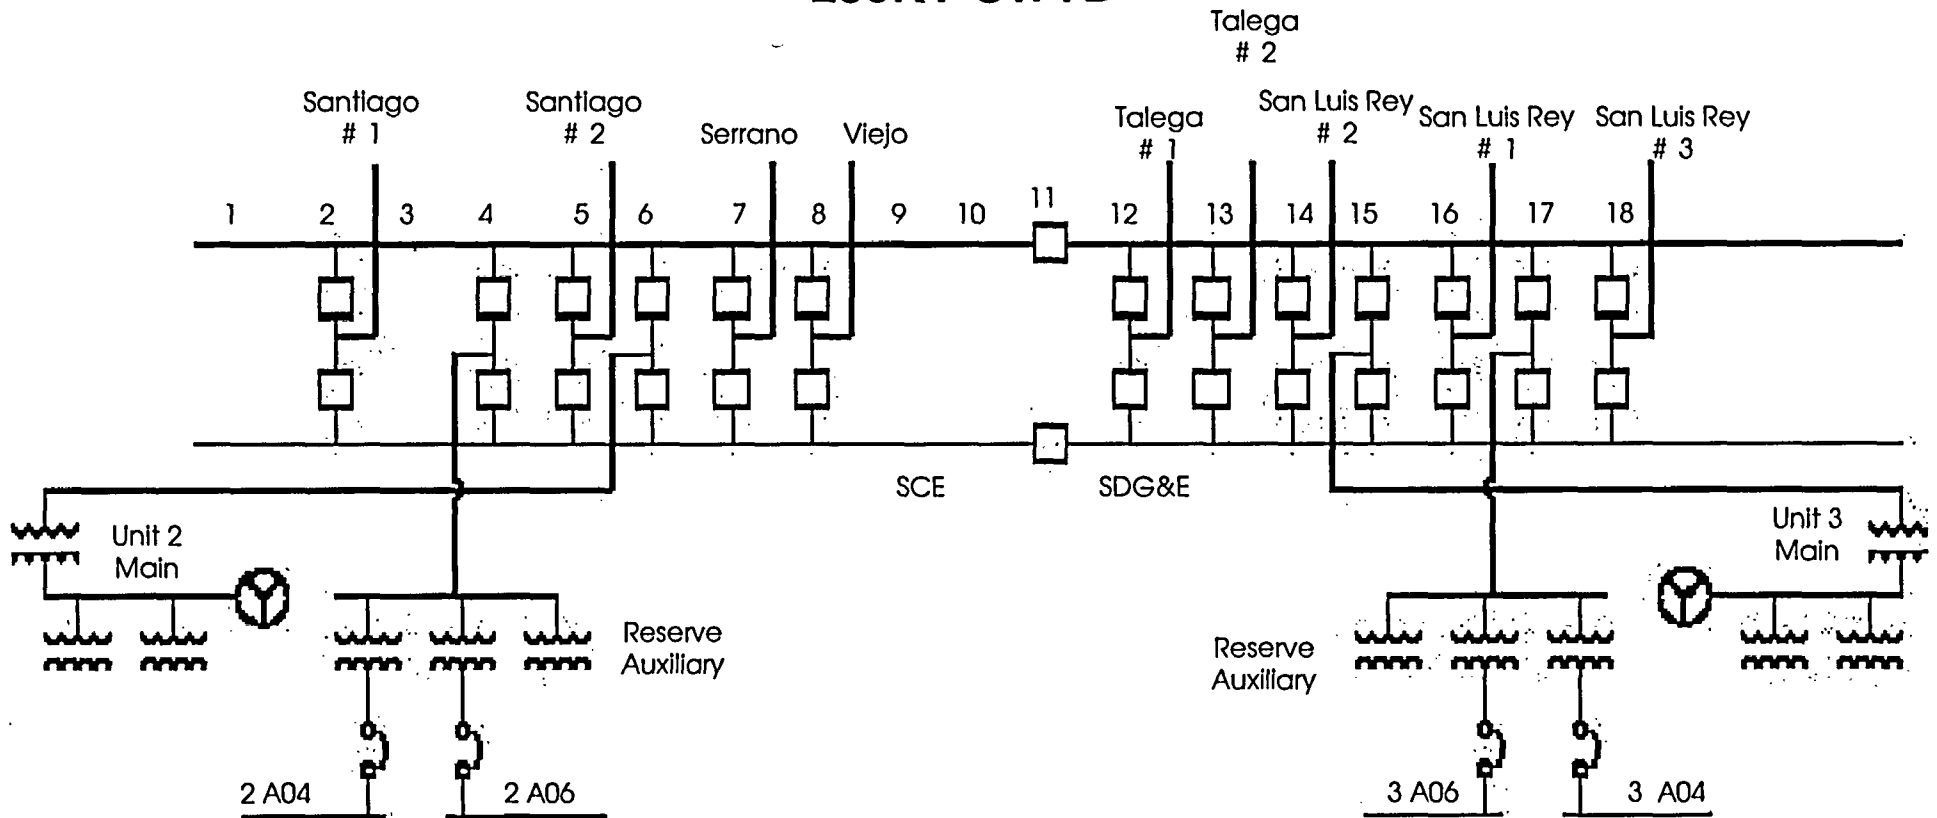 Talega
# 2
Santiago
# 1
Santiago
# 2
Serrano
Viejo
Talega
# 1
San Luis Rey
# 2
San Luis Rey
# 1
San Luis Rey
# 3
1 2 3 4 5 6 7 8 9 10 11 12 13 14 15 16 17 18
SCE
SDG&E
Unit 2
Main
Unit 3
Main
Reserve
Auxiliary
Reserve
Auxiliary
2 A04
2 A06
3 A06
3 A04